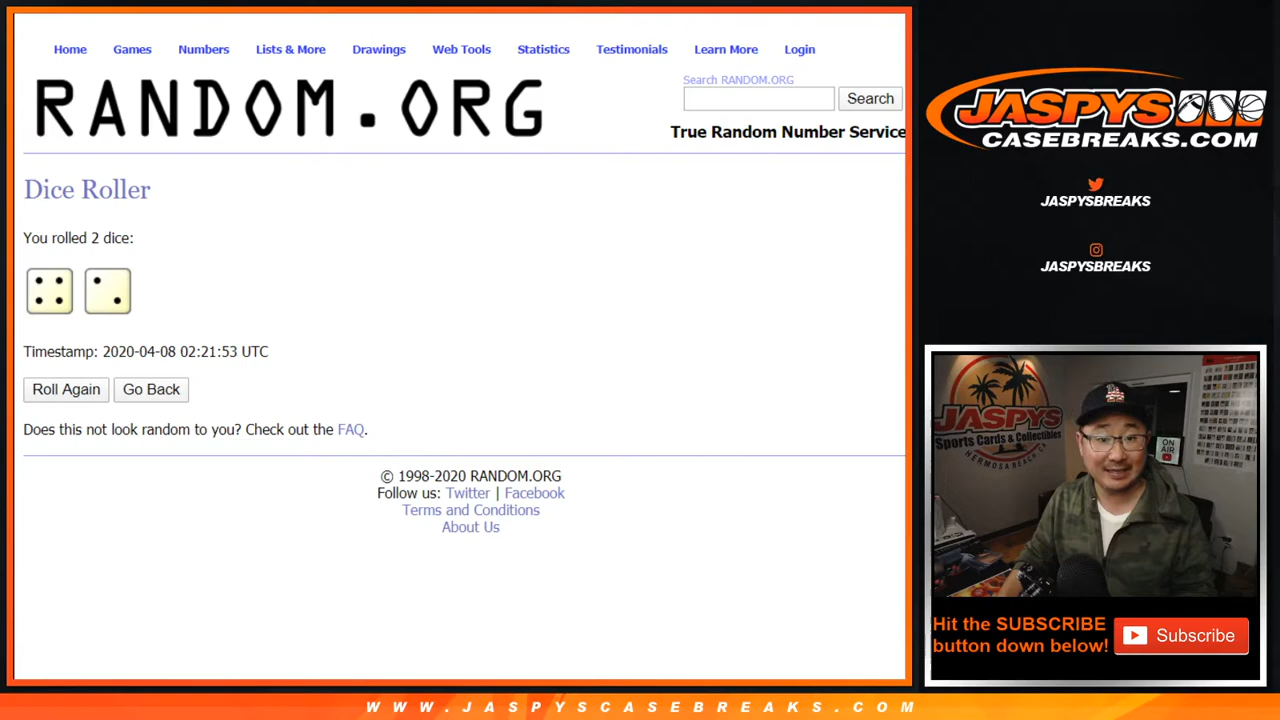 Home Games Numbers Lists & More Drawings Web Tools Statistics Testimonials Learn More Login
RANDOM.ORG
Search RANDOM.ORG
Search
True Random Number Service
Dice Roller
You rolled 2 dice:
Timestamp: 2020-04-08 02:21:53 UTC
Roll Again Go Back
Does this not look random to you? Check out the FAQ.
© 1998-2020 RANDOM.ORG
Follow us: Twitter | Facebook
Terms and Conditions
About Us
JASPYS
CASEBREAKS.COM
JASPYSBREAKS
JASPYSBREAKS
JASPYS
Sports Cards & Collectibles
HERMOSA BEACH, CA
ON
AIR
Hit the SUBSCRIBE
button down below!
Subscribe
WWW.JASPYSCASEBREAKS.COM